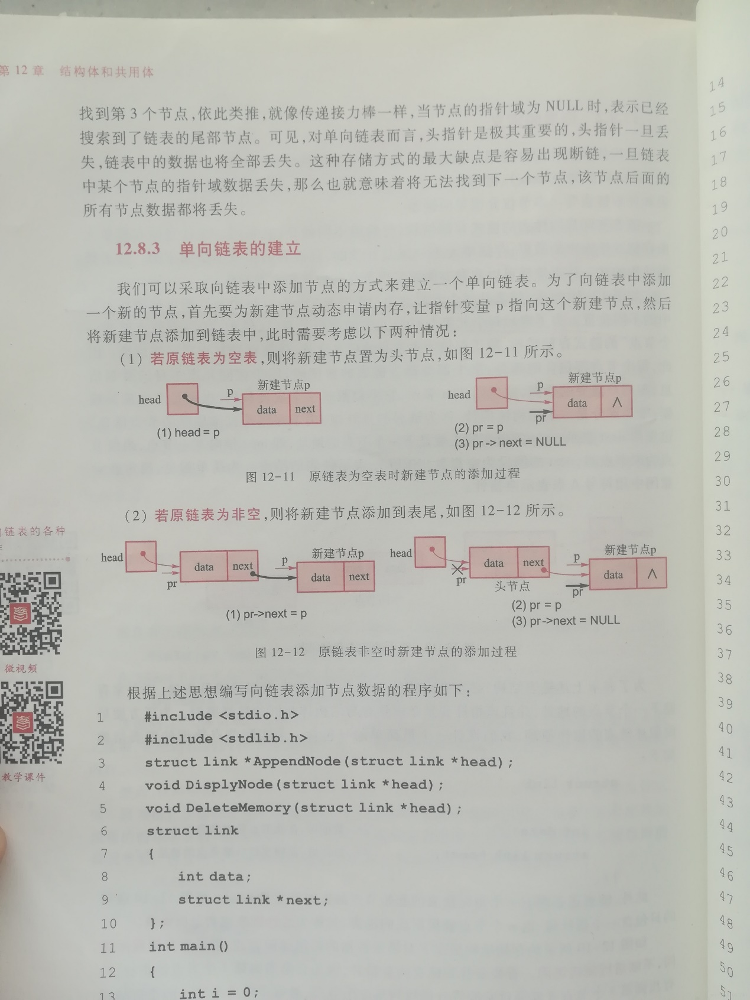 第 12 章 结构体和共用体
找到第 3 个节点,依此类推,就像传递接力棒一样,当节点的指针域为 NULL 时,表示已经
搜索到了链表的尾部节点。可见,对单向链表而言,头指针是极其重要的,头指针一旦丢
失,链表中的数据也将全部丢失。这种存储方式的最大缺点是容易出现断链,一旦链表
中某个节点的指针域数据丢失,那么也就意味着将无法找到下一个节点,该节点后面的
所有节点数据都将丢失。
12.8.3 单向链表的建立
我们可以采取向链表中添加节点的方式来建立一个单向链表。为了向链表中添加
一个新的节点,首先要为新建节点动态申请内存,让指针变量 p 指向这个新建节点,然后
将新建节点添加到链表中,此时需要考虑以下两种情况:
(1) 若原链表为空表,则将新建节点置为头节点,如图 12-11 所示。
head p 新建节点p
data next
(1) head = p
head p 新建节点p
data ∧
pr
(2) pr = p
(3) pr -> next = NULL
图 12-11 原链表为空表时新建节点的添加过程
(2) 若原链表为非空,则将新建节点添加到表尾,如图 12-12 所示。
head pr
data next
p 新建节点p
data next
(1) pr->next = p
head pr
data next
头节点
p 新建节点p
data ∧
pr
(2) pr = p
(3) pr->next = NULL
图 12-12 原链表非空时新建节点的添加过程
链表的各种
微视频
教学课件
根据上述思想编写向链表添加节点数据的程序如下:
1 #include <stdio.h>
2 #include <stdlib.h>
3 struct link *AppendNode(struct link *head);
4 void DisplyNode(struct link *head);
5 void DeleteMemory(struct link *head);
6 struct link
7 {
8 int data;
9 struct link *next;
10 };
11 int main()
12 {
13 int i = 0;
14
15
16
17
18
19
20
21
22
23
24
25
26
27
28
29
30
31
32
33
34
35
36
37
38
39
40
41
42
43
44
45
46
47
48
49
50
51